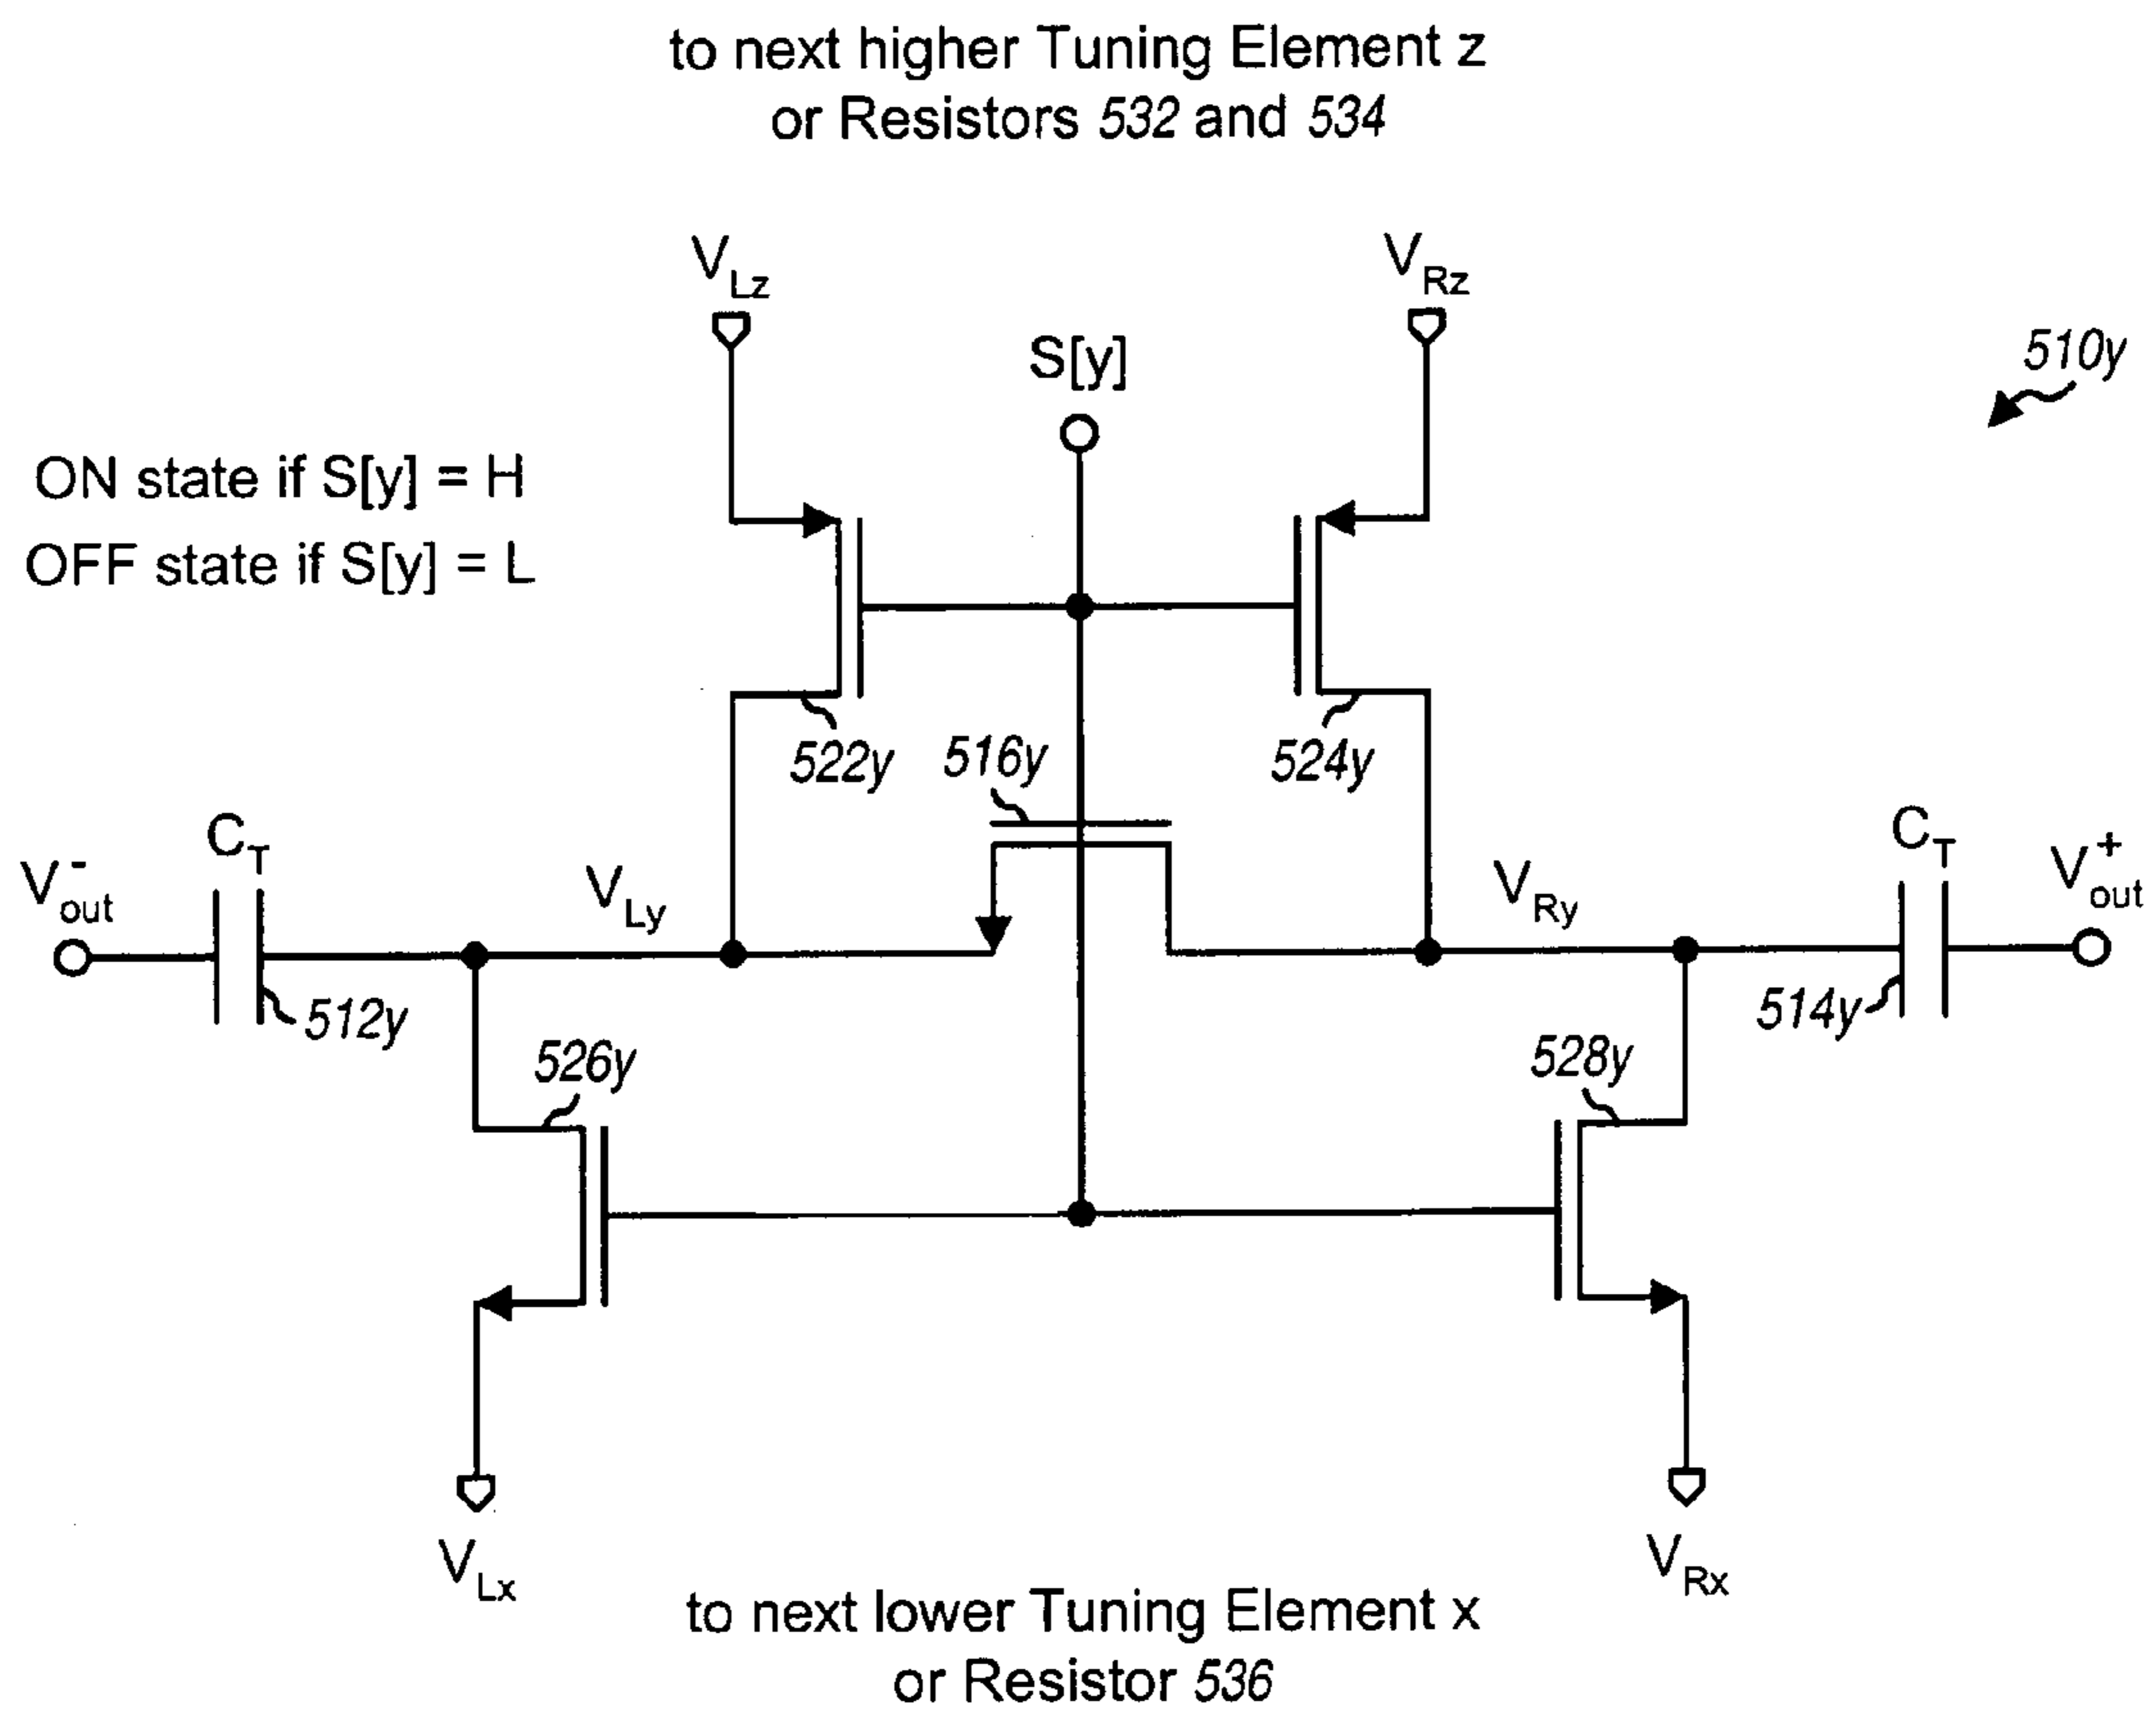 to next higher Tuning Element z
or Resistors 532 and 534
V_Lz
V_Rz
S[y]
510y
ON state if S[y] = H
OFF state if S[y] = L
522y
516y
524y
C_T
C_T
V^-_out
V_Ly
V_Ry
V^+_out
512y
514y
526y
528y
V_Lx
V_Rx
to next lower Tuning Element x
or Resistor 536